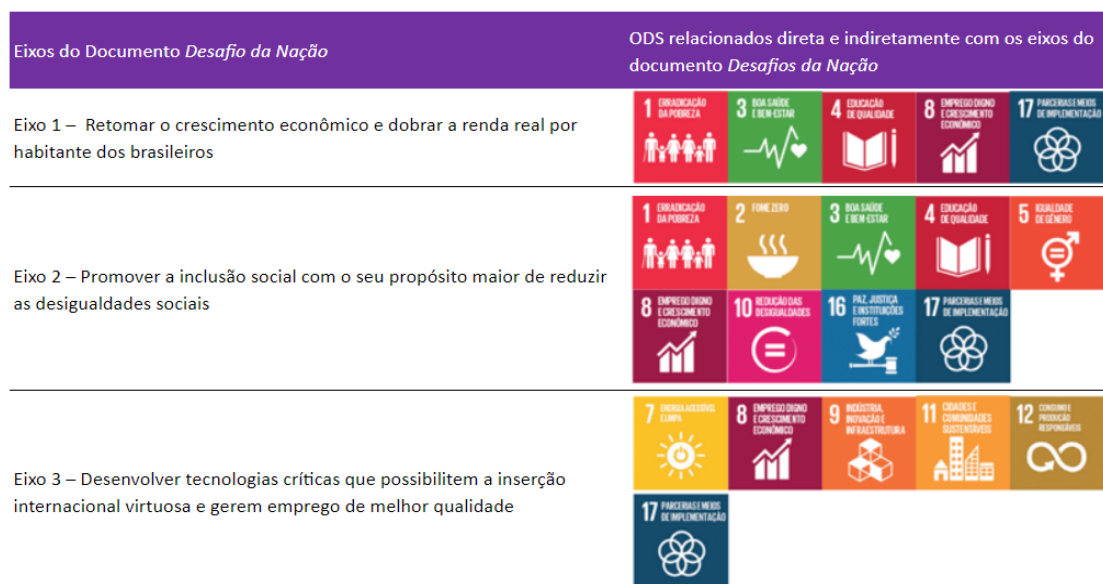 Eixos do Documento Desafio da Nação
ODS relacionados direta e indiretamente com os eixos do
documento Desafios da Nação
Eixo 1 – Retomar o crescimento econômico e dobrar a renda real por
habitante dos brasileiros
1 ERRADICAÇÃO
DA POBREZA
3 BOA SAÚDE
E BEM-ESTAR
4 EDUCAÇÃO
DE QUALIDADE
8 EMPREGO DIGNO
E CRESCIMENTO
ECONÔMICO
17 PARCERIAS E MEIOS
DE IMPLEMENTAÇÃO
Eixo 2 – Promover a inclusão social com o seu propósito maior de reduzir
as desigualdades sociais
1 ERRADICAÇÃO
DA POBREZA
2 FOME ZERO
3 BOA SAÚDE
E BEM-ESTAR
4 EDUCAÇÃO
DE QUALIDADE
5 IGUALDADE
DE GÊNERO
8 EMPREGO DIGNO
E CRESCIMENTO
ECONÔMICO
10 REDUÇÃO DAS
DESIGUALDADES
16 PAZ, JUSTIÇA
E INSTITUIÇÕES
FORTES
17 PARCERIAS E MEIOS
DE IMPLEMENTAÇÃO
Eixo 3 – Desenvolver tecnologias críticas que possibilitem a inserção
internacional virtuosa e gerem emprego de melhor qualidade
7 ENERGIA ACESSÍVEL
E LIMPA
8 EMPREGO DIGNO
E CRESCIMENTO
ECONÔMICO
9 INDÚSTRIA,
INOVAÇÃO E
INFRAESTRUTURA
11 CIDADES E
COMUNIDADES
SUSTENTÁVEIS
12 CONSUMO E
PRODUÇÃO
RESPONSÁVEIS
17 PARCERIAS E MEIOS
DE IMPLEMENTAÇÃO